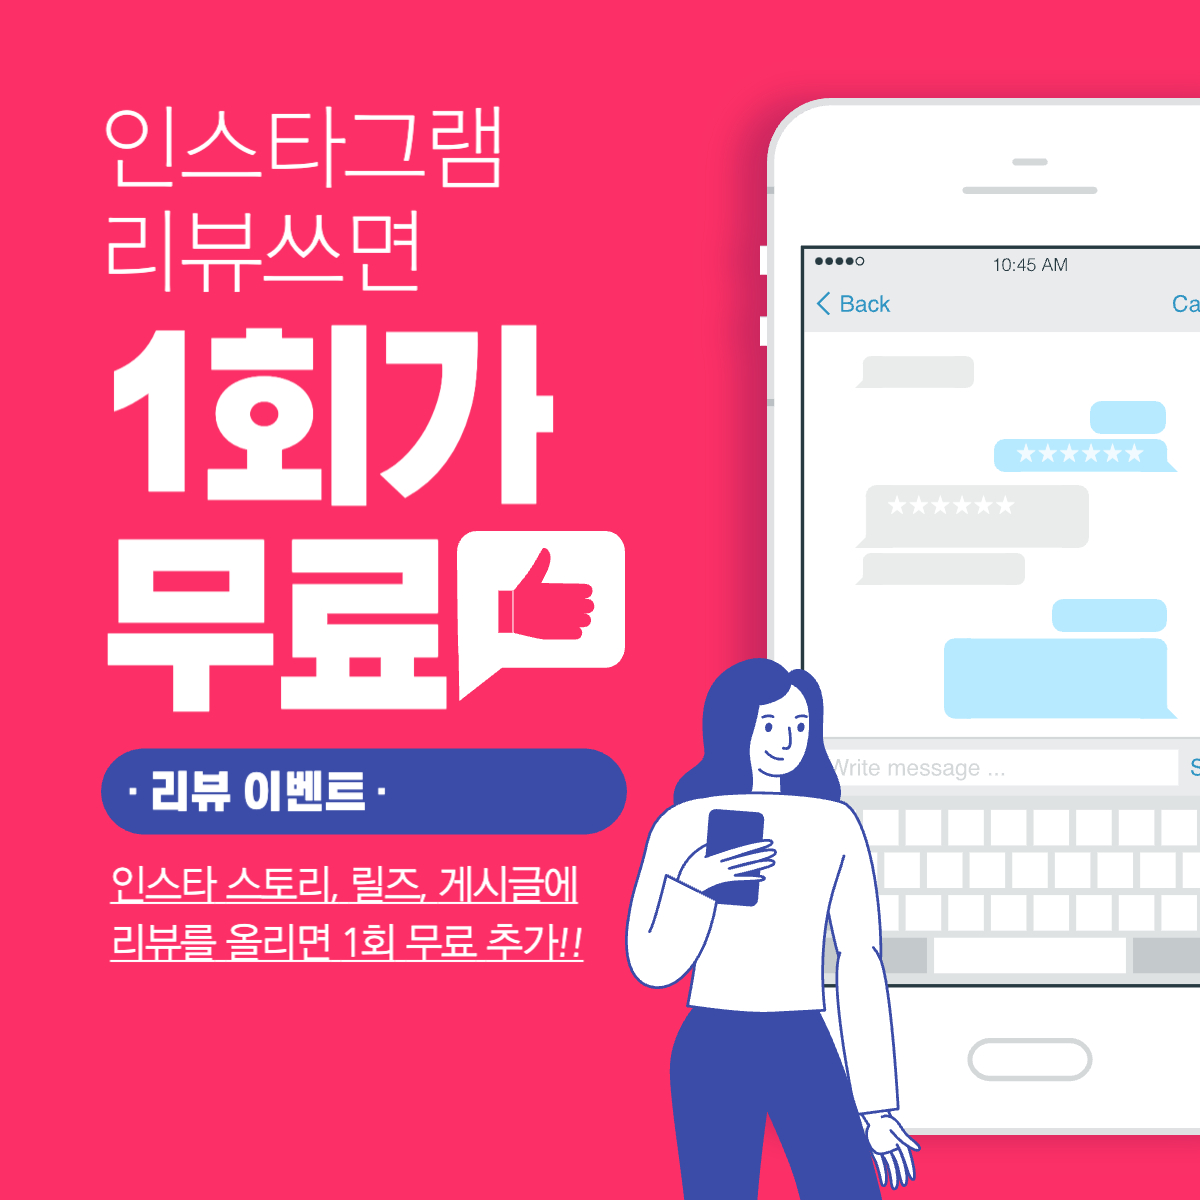 인스타그램
리뷰쓰면
1회가
무료
· 리뷰 이벤트 ·
인스타 스토리, 릴즈, 게시글에
리뷰를 올리면 1회 무료 추가!!
10:45 AM
Back
Ca
★★★★★★
★★★★★★
Write message ...
S